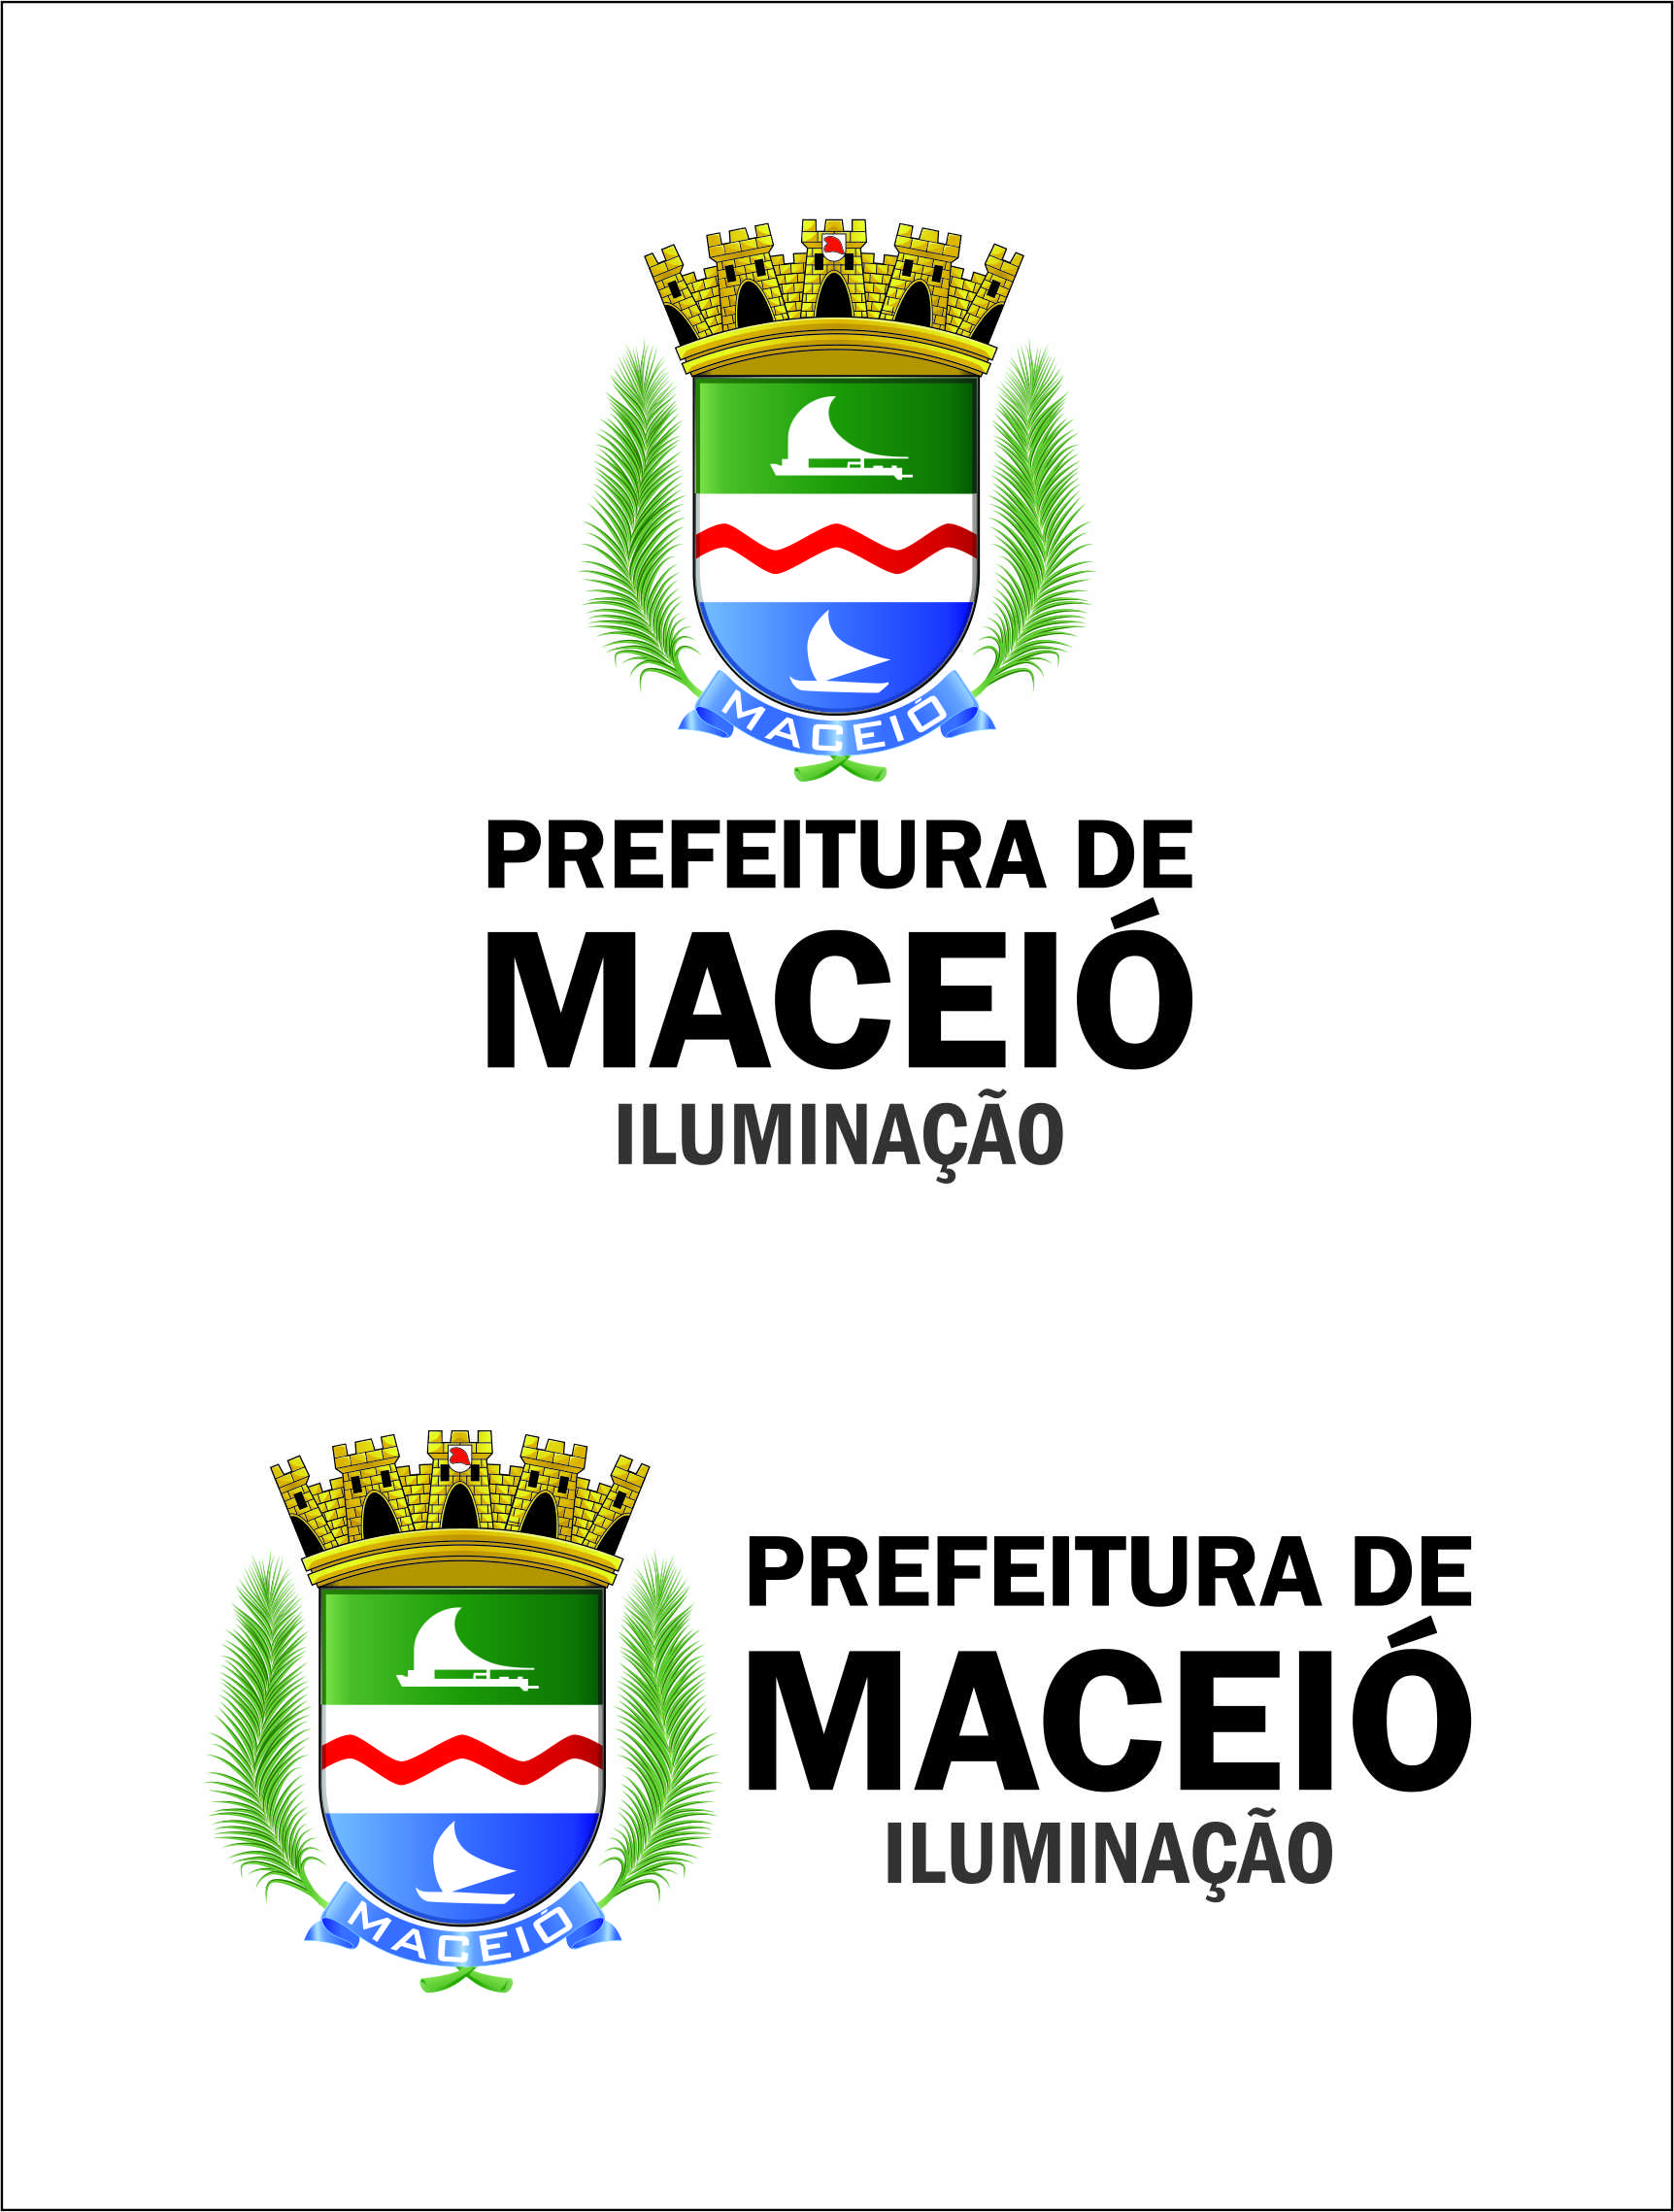 MACEIÓ
PREFEITURA DE
MACEIÓ
ILUMINAÇÃO
PREFEITURA DE
MACEIÓ
ILUMINAÇÃO
MACEIÓ